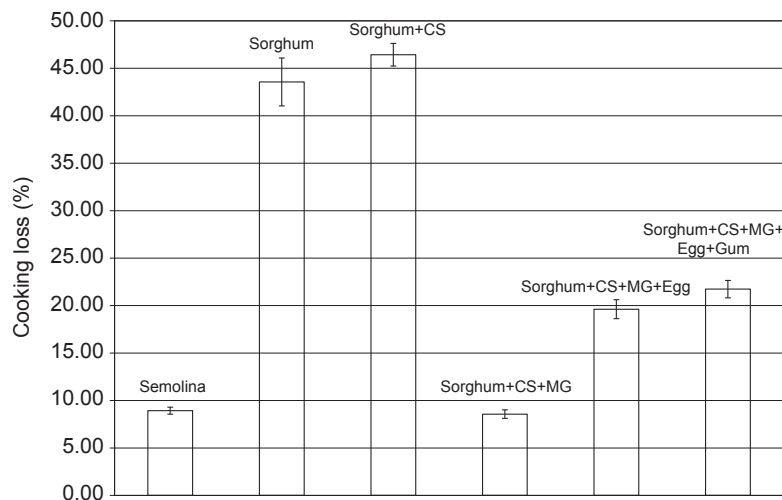 50.00
45.00
40.00
35.00
30.00
25.00
20.00
15.00
10.00
5.00
0.00
Cooking loss (%)
Semolina
Sorghum
Sorghum+CS
Sorghum+CS+MG
Sorghum+CS+MG+Egg
Sorghum+CS+MG+
Egg+Gum